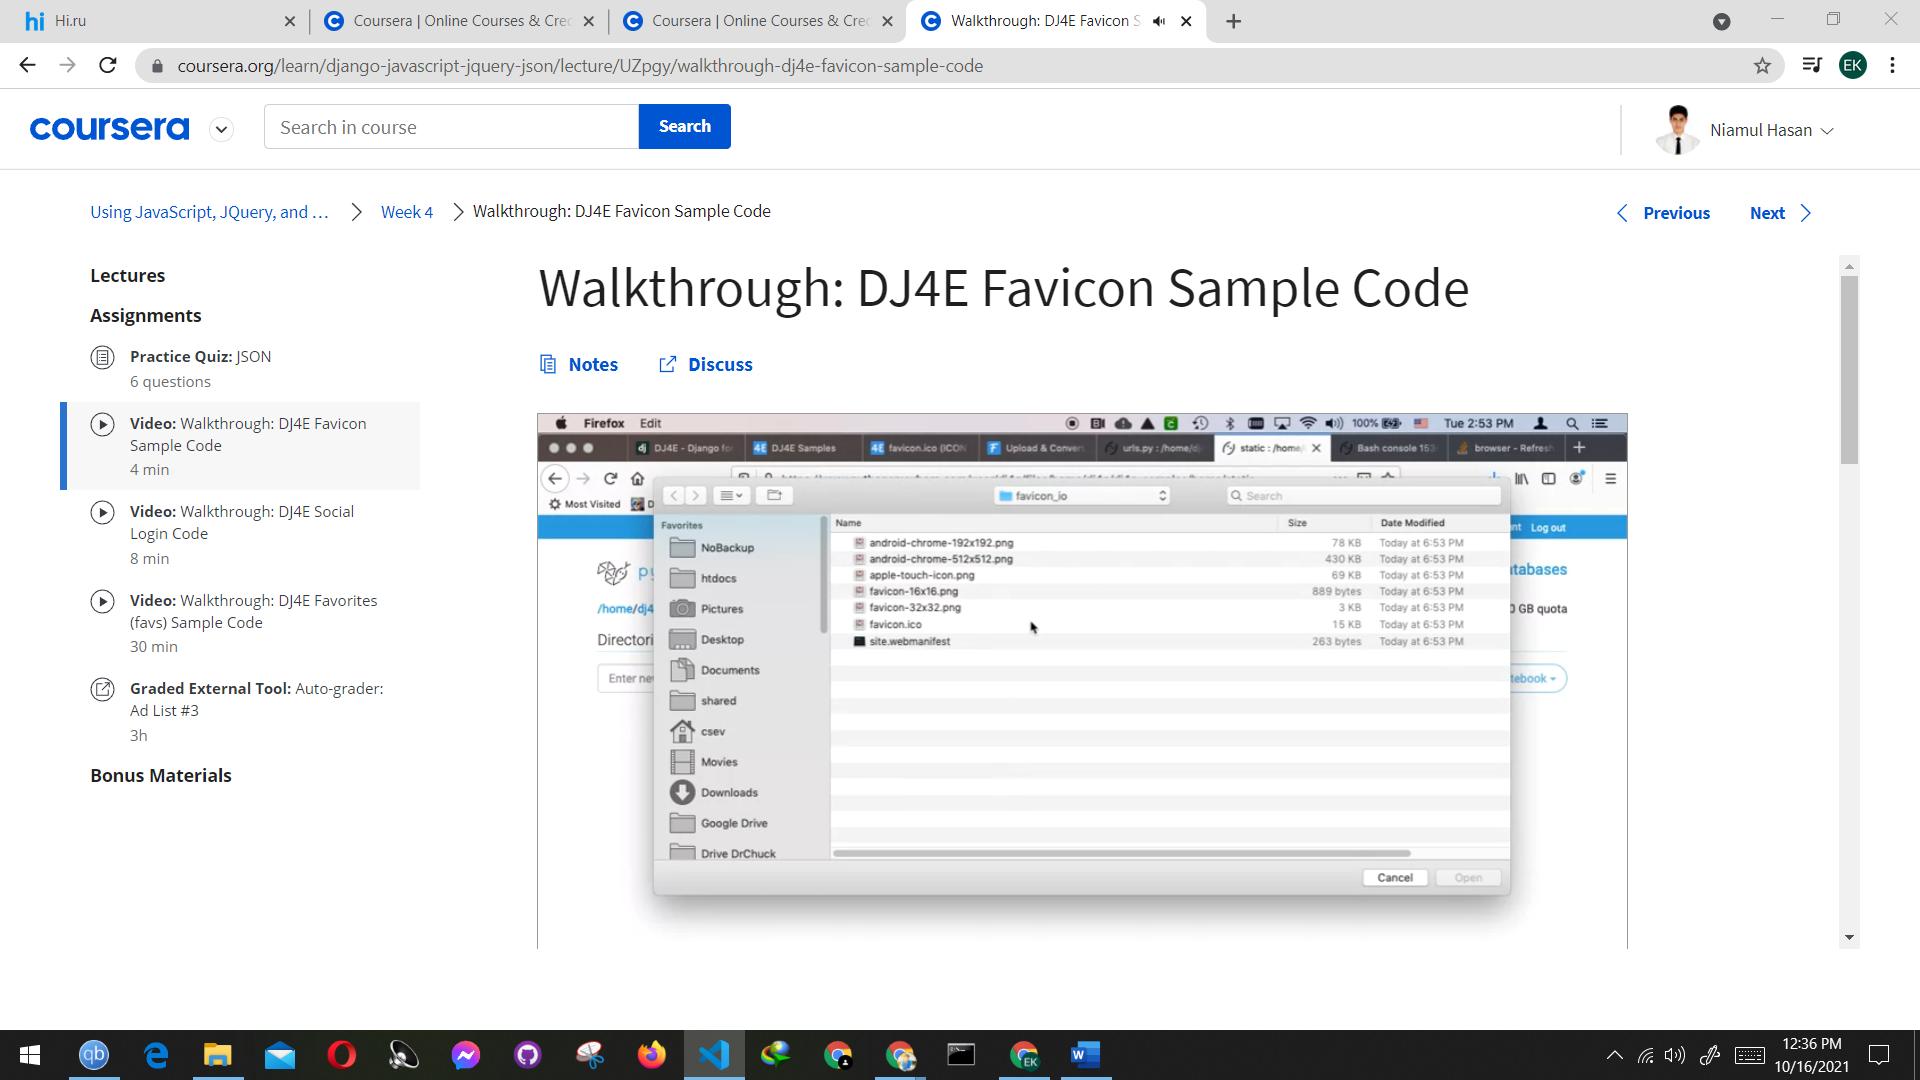 Hi.ru
Coursera | Online Courses & Cre
Coursera | Online Courses & Cre
Walkthrough: DJ4E Favicon S
coursera.org/learn/django-javascript-jquery-json/lecture/UZpgy/walkthrough-dj4e-favicon-sample-code
EK
coursera
Search in course
Search
Niamul Hasan
Using JavaScript, JQuery, and ...
Week 4
Walkthrough: DJ4E Favicon Sample Code
Previous
Next
Lectures
Assignments
Practice Quiz: JSON
6 questions
Video: Walkthrough: DJ4E Favicon
Sample Code
4 min
Video: Walkthrough: DJ4E Social
Login Code
8 min
Video: Walkthrough: DJ4E Favorites
(favs) Sample Code
30 min
Graded External Tool: Auto-grader:
Ad List #3
3h
Bonus Materials
Walkthrough: DJ4E Favicon Sample Code
Notes
Discuss
Firefox Edit
100%
Tue 2:53 PM
DJ4E - Django fo
DJ4E Samples
favicon.ico (ICON
Upload & Conver
urls.py : /home/dj
static : /home/
Bash console 153
browser - Refresh
Most Visited
favicon_io
Search
Log out
Favorites
NoBackup
htdocs
Pictures
Desktop
Documents
shared
csev
Movies
Downloads
Google Drive
Drive DrChuck
Name Size Date Modified
android-chrome-192x192.png 78 KB Today at 6:53 PM
android-chrome-512x512.png 430 KB Today at 6:53 PM
apple-touch-icon.png 69 KB Today at 6:53 PM
favicon-16x16.png 889 bytes Today at 6:53 PM
favicon-32x32.png 3 KB Today at 6:53 PM
favicon.ico 15 KB Today at 6:53 PM
site.webmanifest 263 bytes Today at 6:53 PM
/home/dj4
Directori
Enter ne
tabases
0 GB quota
tebook
Cancel
Open
12:36 PM
10/16/2021